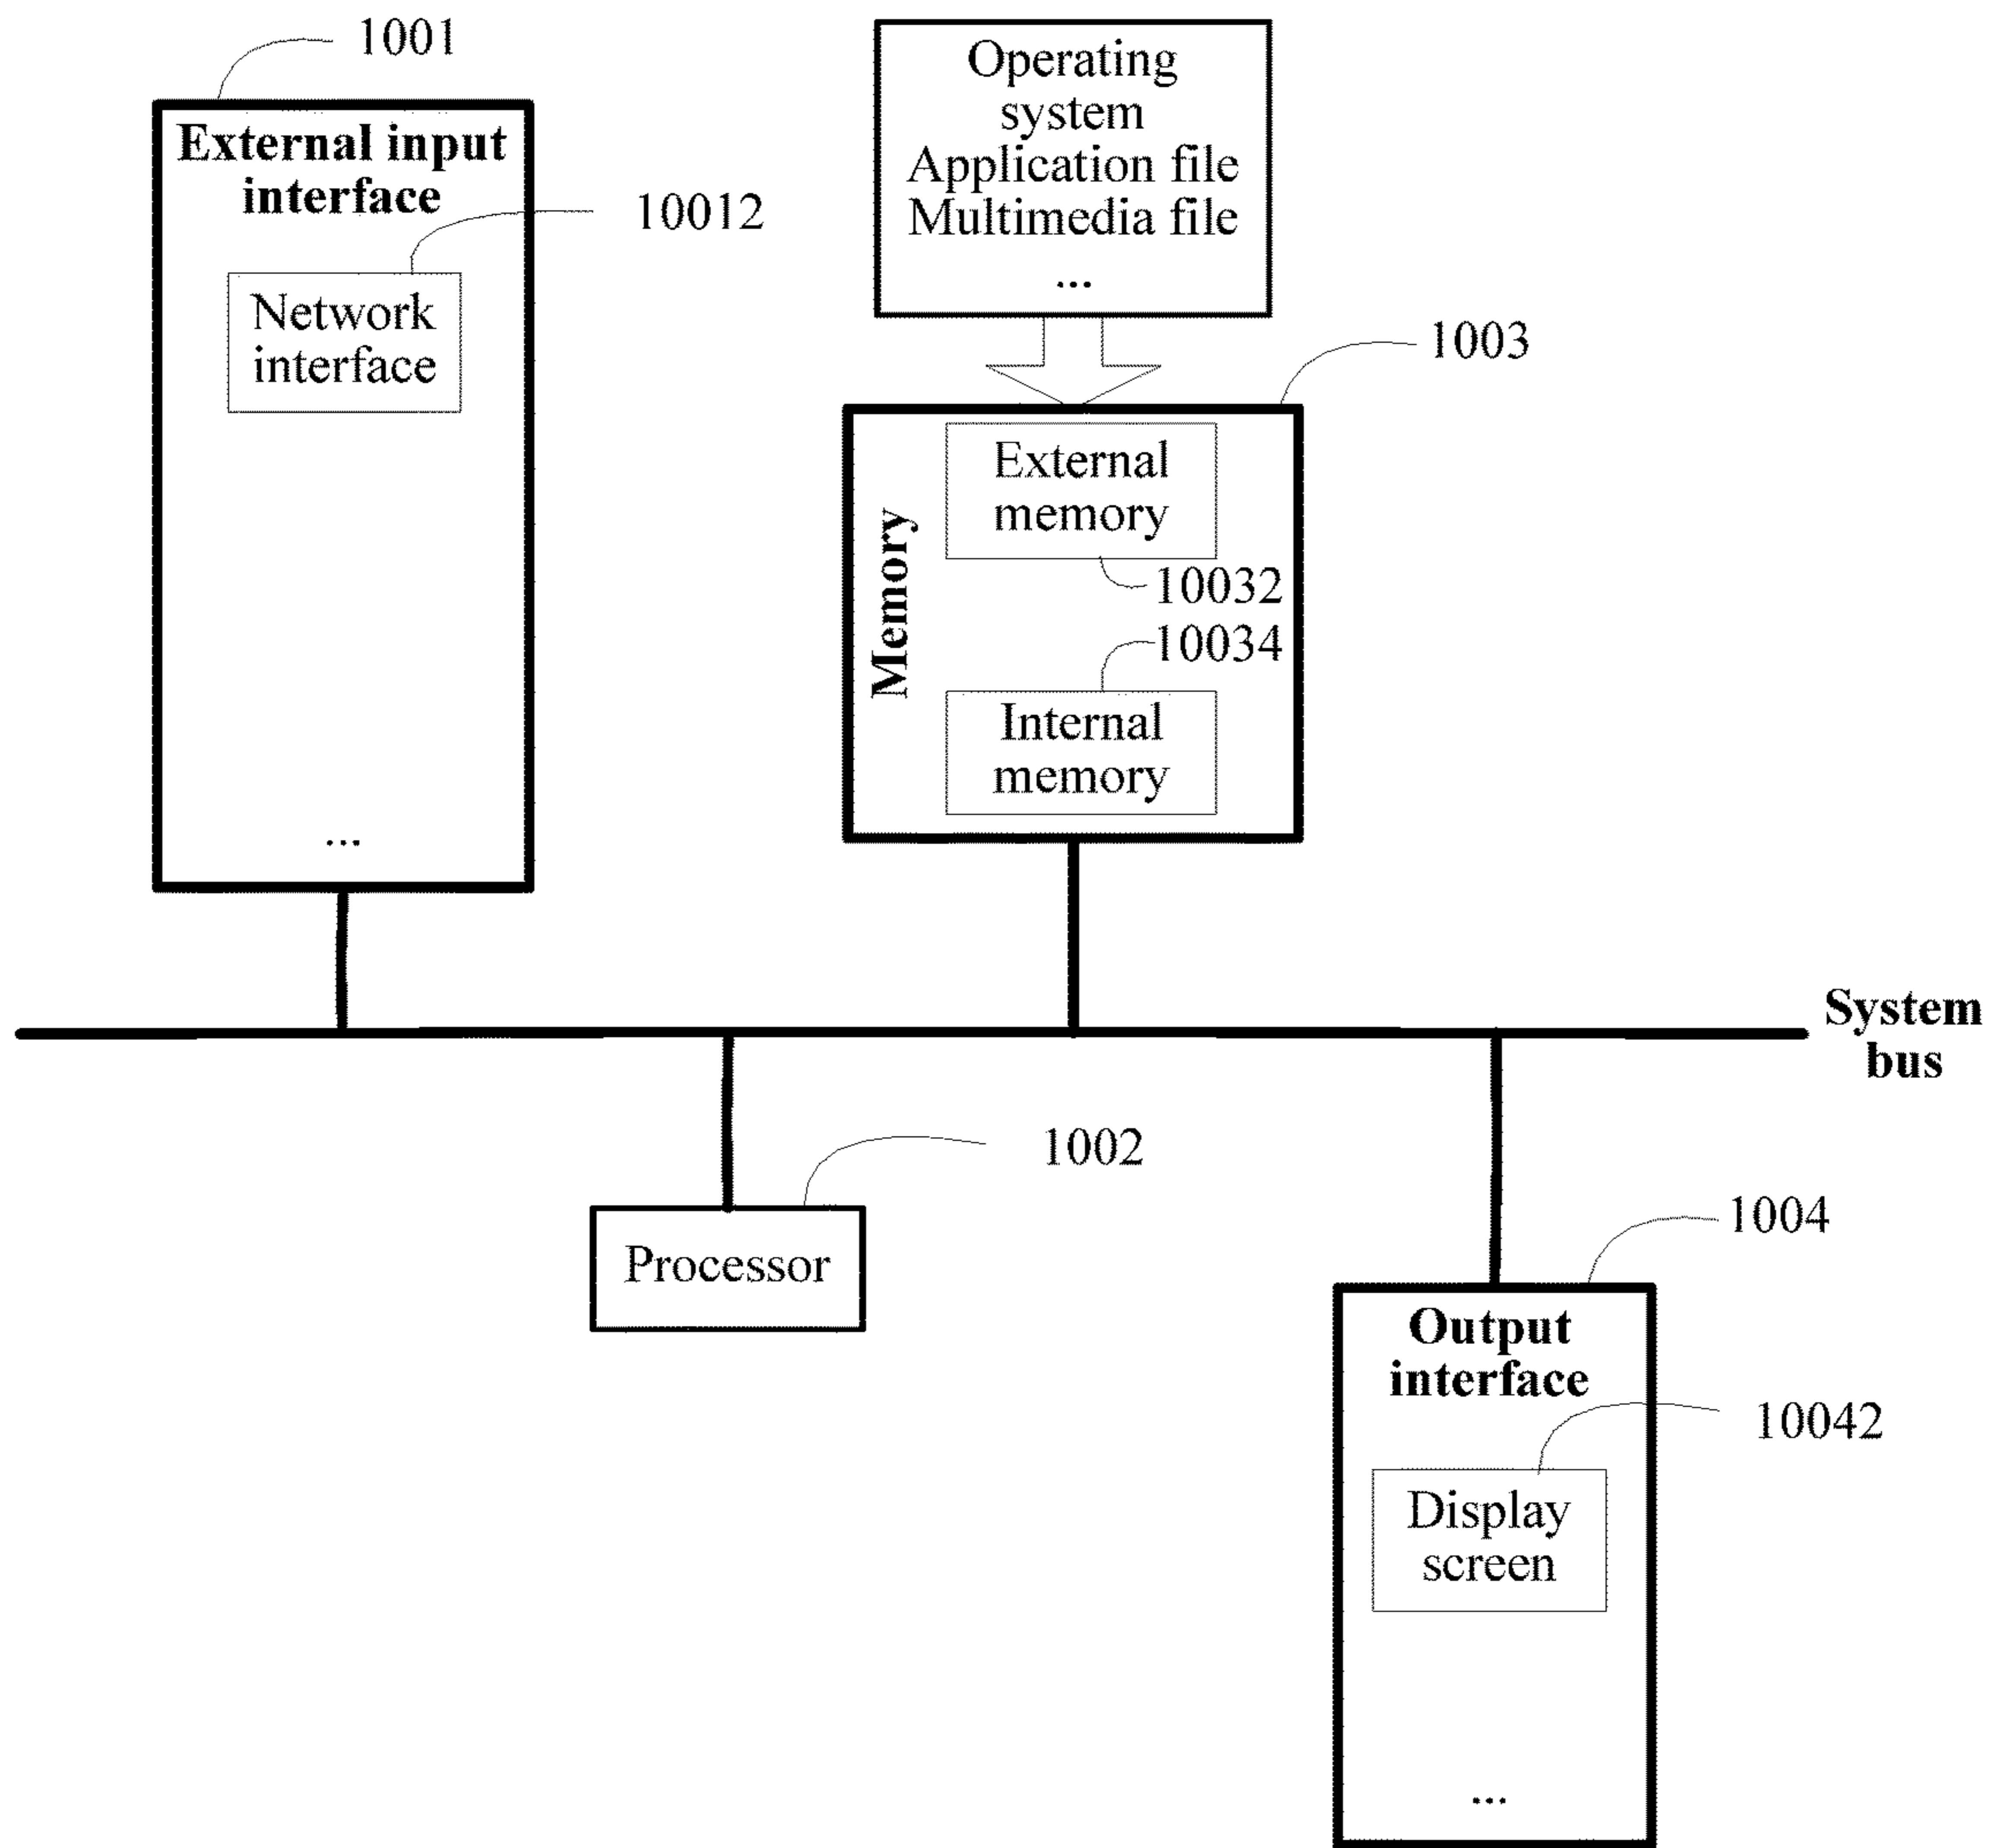 1001
External input
interface
10012
Network
interface
...
Operating
system
Application file
Multimedia file
...
1003
Memory
External
memory
10032
10034
Internal
memory
System
bus
1002
Processor
1004
Output
interface
10042
Display
screen
...